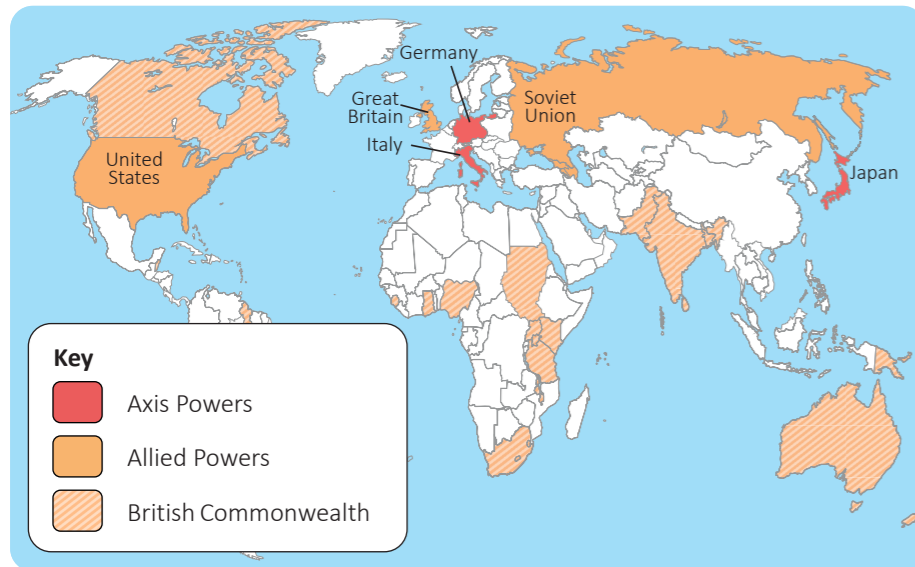 Germany
Great
Britain
Italy
Soviet
Union
United
States
Japan
Key
Axis Powers
Allied Powers
British Commonwealth